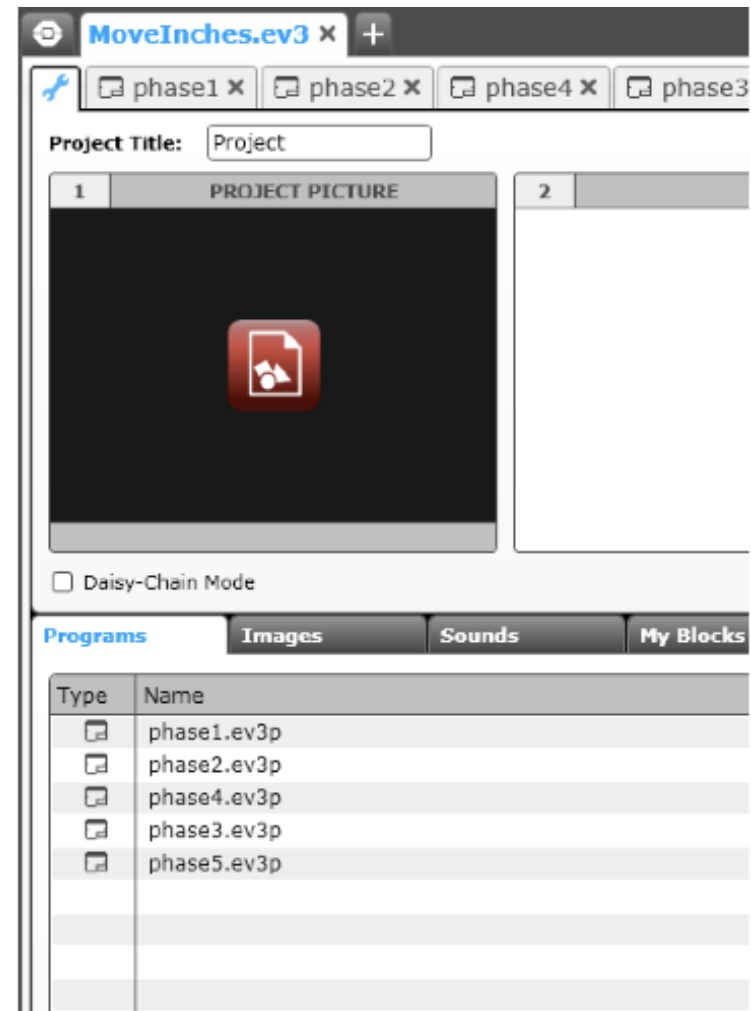 MoveInches.ev3 × +
phase1 × phase2 × phase4 × phase3
Project Title: Project
1 PROJECT PICTURE 2
Daisy-Chain Mode
Programs Images Sounds My Blocks
Type Name
phase1.ev3p
phase2.ev3p
phase4.ev3p
phase3.ev3p
phase5.ev3p